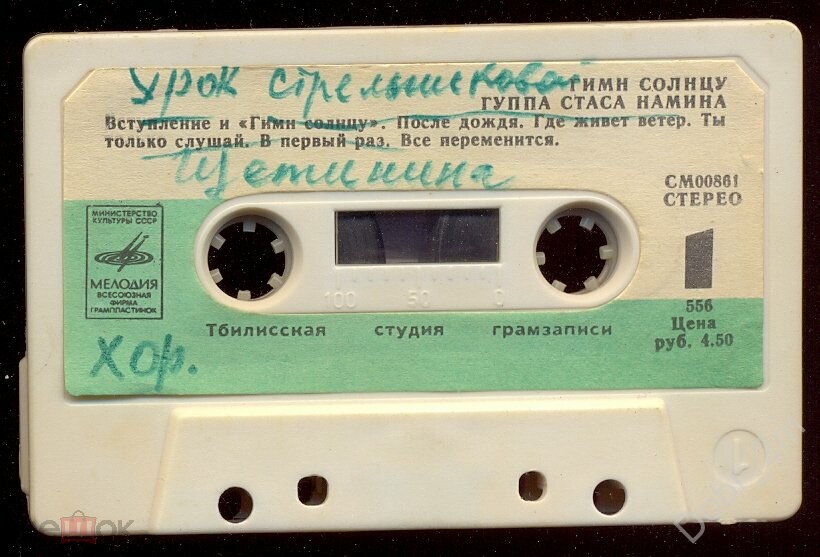 Урок Стрельниковой
ГИМН СОЛНЦУ
ГУППА СТАСА НАМИНА
Вступление и «Гимн солнцу». После дождя. Где живет ветер. Ты
только слушай. В первый раз. Все переменится.
Щетинина
СМ00861
СТЕРЕО
МИНИСТЕРСТВО
КУЛЬТУРЫ СССР
МЕЛОДИЯ
ВСЕСОЮЗНАЯ
ФИРМА
ГРАМПЛАСТИНОК
1
100 50 0
Тбилисская студия грамзаписи
556
Цена
руб. 4.50
Хор.
1